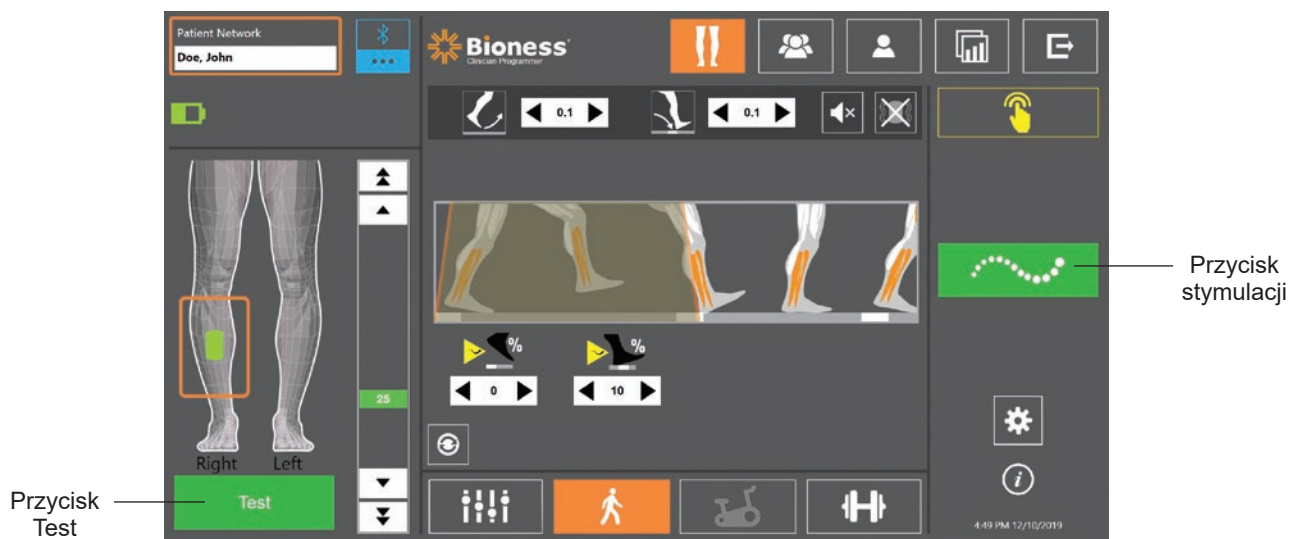 Patient Network
Doe, John
Bioness
Clinician Programmer
0.1
0.1
%
%
0
10
25
Right Left
Test
4:49 PM 12/10/2019
Przycisk
stymulacji
Przycisk
Test